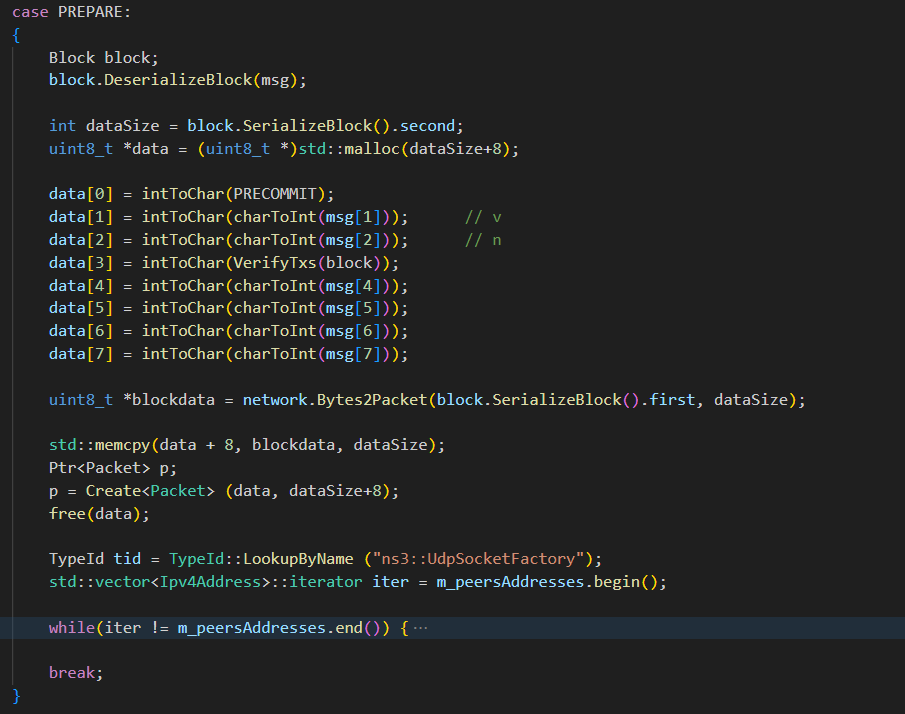 case PREPARE:
{
Block block;
block.DeserializeBlock(msg);
int dataSize = block.SerializeBlock().second;
uint8_t *data = (uint8_t *)std::malloc(dataSize+8);
data[0] = intToChar(PRECOMMIT);
data[1] = intToChar(charToInt(msg[1])); // v
data[2] = intToChar(charToInt(msg[2])); // n
data[3] = intToChar(VerifyTxs(block));
data[4] = intToChar(charToInt(msg[4]));
data[5] = intToChar(charToInt(msg[5]));
data[6] = intToChar(charToInt(msg[6]));
data[7] = intToChar(charToInt(msg[7]));
uint8_t *blockdata = network.Bytes2Packet(block.SerializeBlock().first, dataSize);
std::memcpy(data + 8, blockdata, dataSize);
Ptr<Packet> p;
p = Create<Packet> (data, dataSize+8);
free(data);
TypeId tid = TypeId::LookupByName ("ns3::UdpSocketFactory");
std::vector<Ipv4Address>::iterator iter = m_peersAddresses.begin();
while(iter != m_peersAddresses.end()) { ···
break;
}